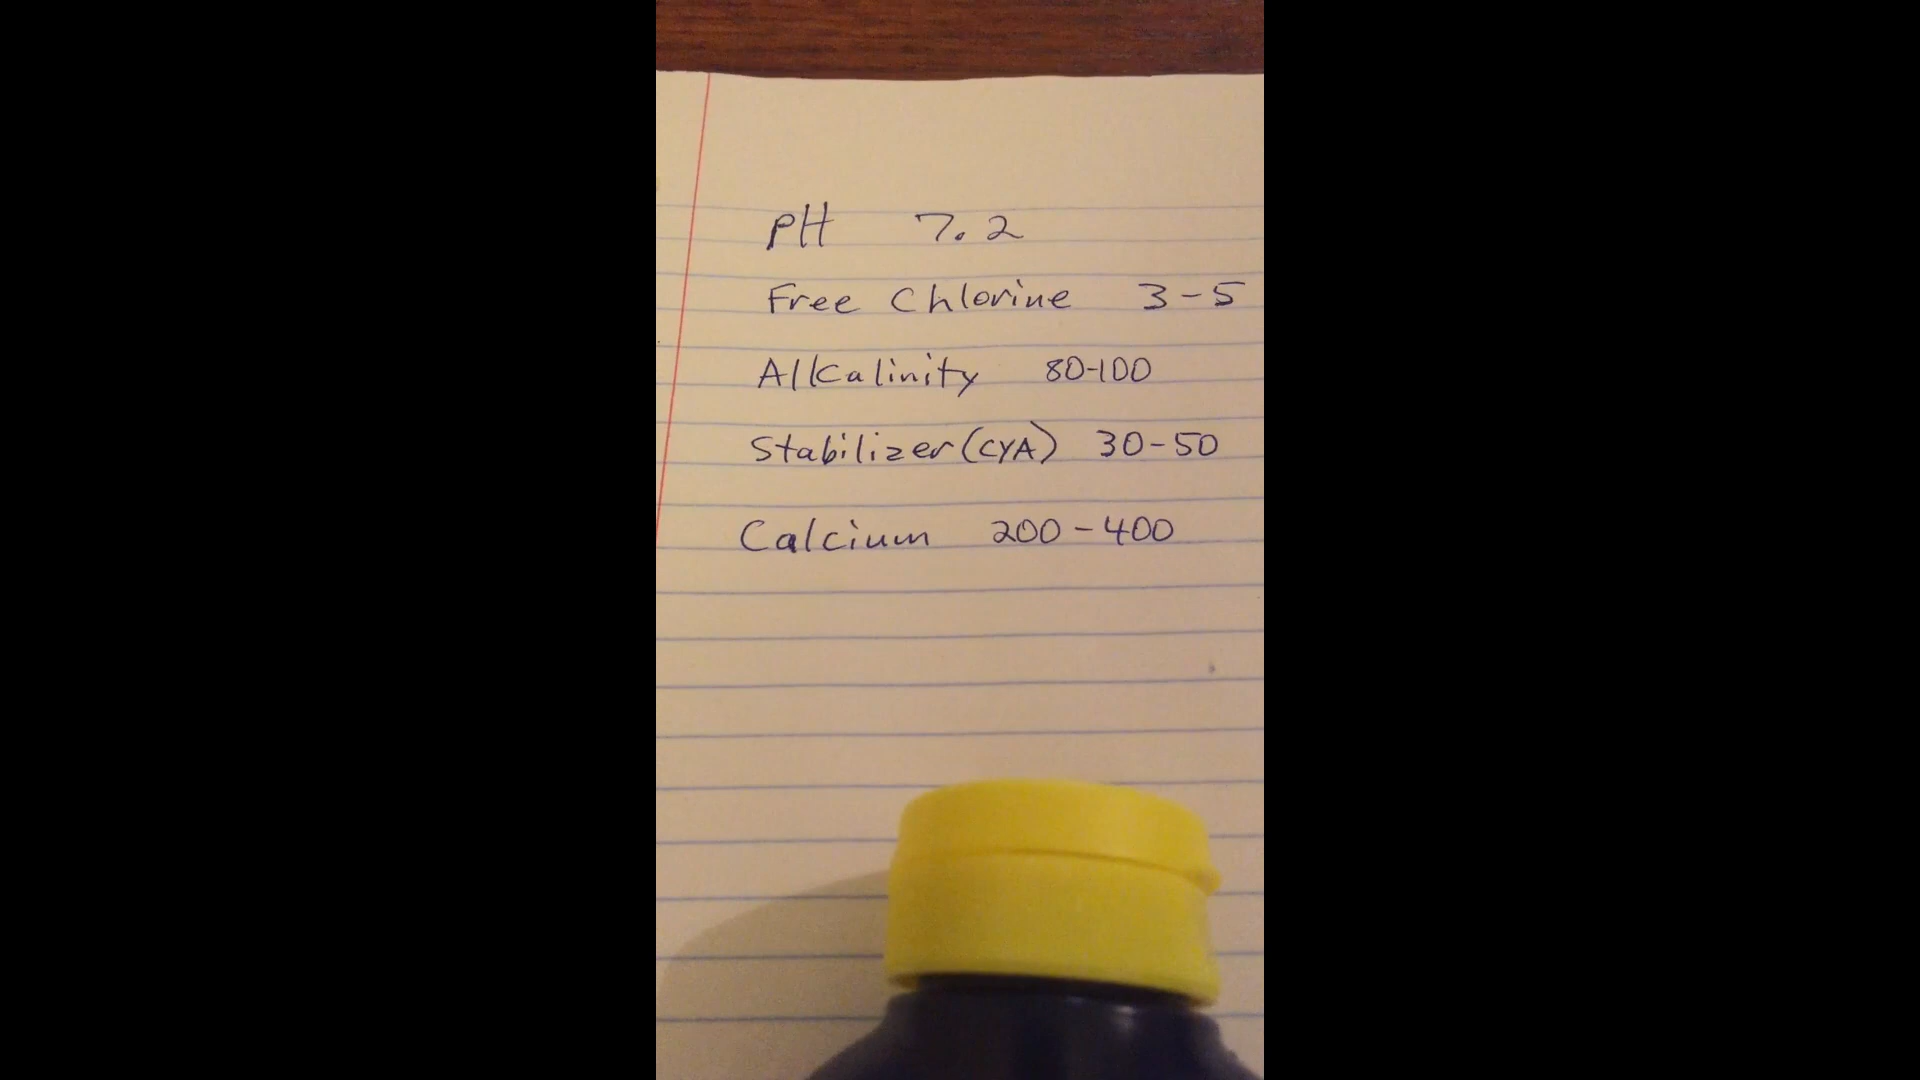 pH 7.2
Free Chlorine 3-5
Alkalinity 80-100
Stabilizer (CYA) 30-50
Calcium 200-400